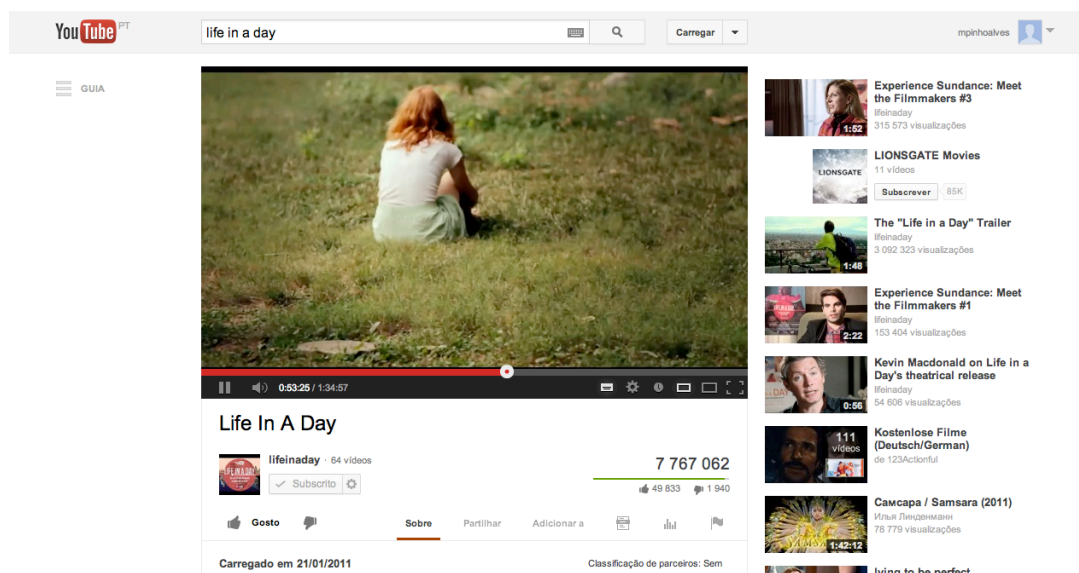 YouTube PT
life in a day
Carregar
mpinhoalves
GUIA
0:53:25 / 1:34:57
Life In A Day
lifeinaday · 64 vídeos
Subscrito
7 767 062
49 833
1 940
Gosto
Sobre
Partilhar
Adicionar a
Carregado em 21/01/2011
Classificação de parceiros: Sem
Experience Sundance: Meet
the Filmmakers #3
lifeinaday
315 573 visualizações
1:52
LIONSGATE
LIONSGATE Movies
11 vídeos
Subscrever
85K
The "Life in a Day" Trailer
lifeinaday
3 092 323 visualizações
1:48
Experience Sundance: Meet
the Filmmakers #1
lifeinaday
153 404 visualizações
2:22
Kevin Macdonald on Life in a
Day's theatrical release
lifeinaday
54 606 visualizações
0:56
111
vídeos
Kostenlose Filme
(Deutsch/German)
de 123Actionful
Самсара / Samsara (2011)
Илья Линденманн
78 779 visualizações
1:42:12
lying to be perfect